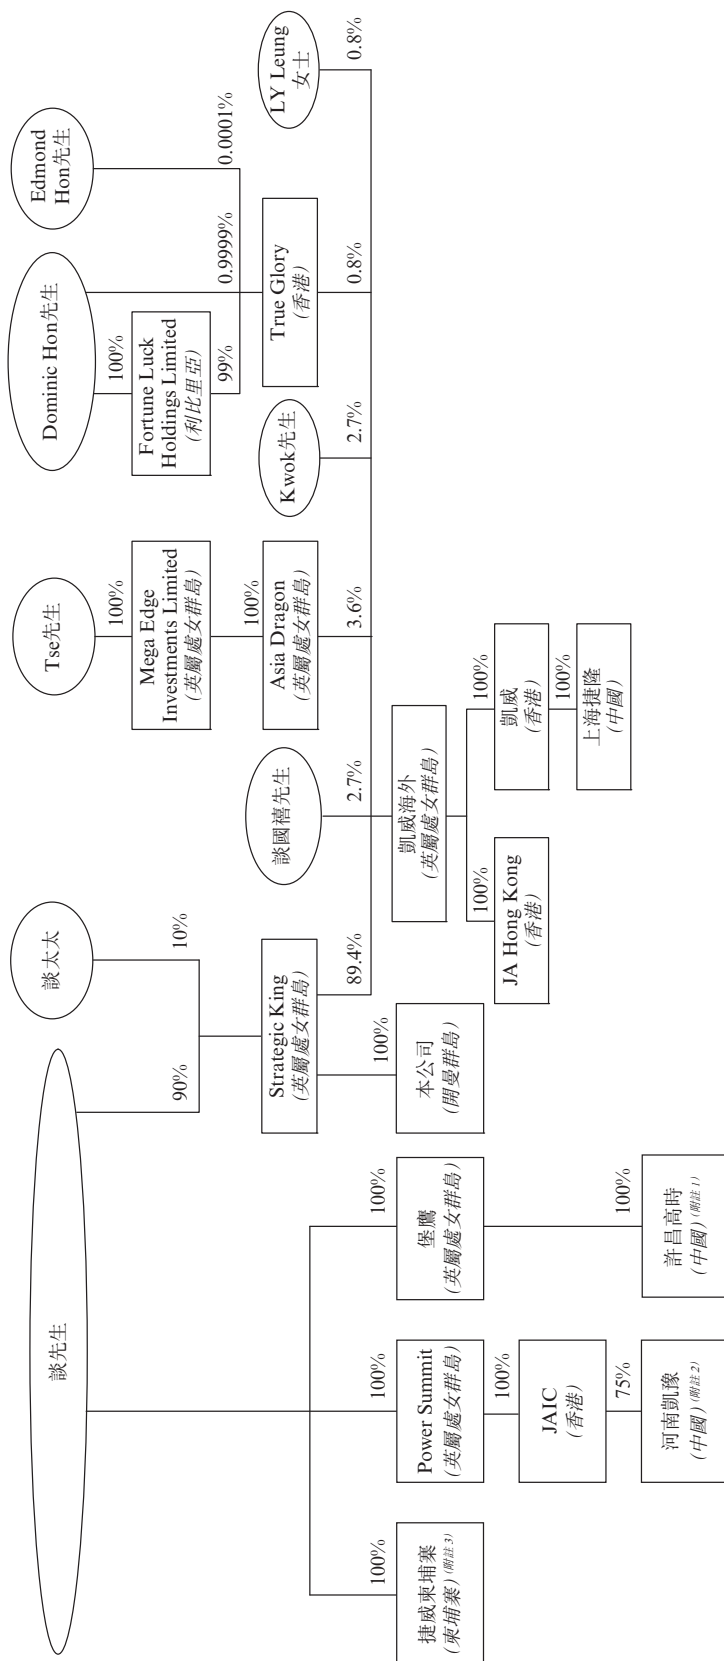 談先生
談太太
Tse先生
Dominic Hon先生
Edmond
Hon先生
90%
10%
100%
100%
0.9999%
0.0001%
Mega Edge
Investments Limited
(英屬處女群島)
Fortune Luck
Holdings Limited
(利比里亞)
100%
99%
Strategic King
(英屬處女群島)
談國禧先生
Asia Dragon
(英屬處女群島)
Kwok先生
True Glory
(香港)
LY Leung
女士
89.4%
2.7%
3.6%
2.7%
0.8%
0.8%
100%
100%
100%
100%
捷威柬埔寨
(柬埔寨) (附註 3)
Power Summit
(英屬處女群島)
堡鷹
(英屬處女群島)
本公司
(開曼群島)
凱威海外
(英屬處女群島)
100%
100%
100%
JAIC
(香港)
JA Hong Kong
(香港)
凱威
(香港)
75%
100%
100%
河南凱豫
(中國) (附註 2)
許昌高時
(中國) (附註 1)
上海捷隆
(中國)